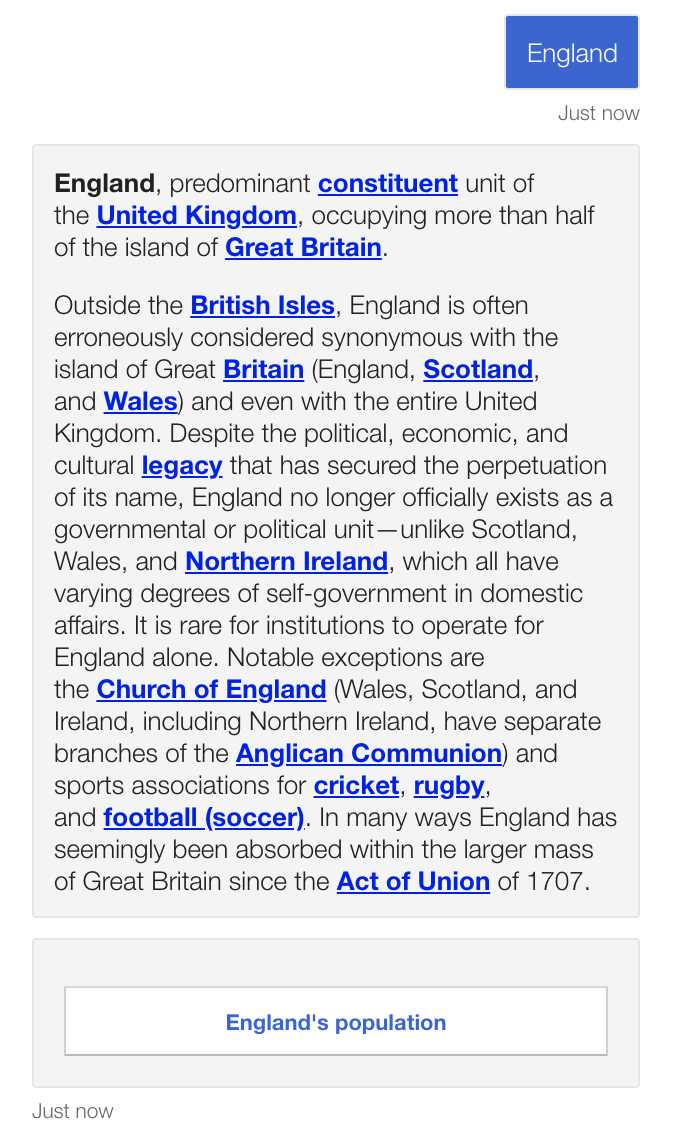 England
Just now
England, predominant constituent unit of
the United Kingdom, occupying more than half
of the island of Great Britain.
Outside the British Isles, England is often
erroneously considered synonymous with the
island of Great Britain (England, Scotland,
and Wales) and even with the entire United
Kingdom. Despite the political, economic, and
cultural legacy that has secured the perpetuation
of its name, England no longer officially exists as a
governmental or political unit—unlike Scotland,
Wales, and Northern Ireland, which all have
varying degrees of self-government in domestic
affairs. It is rare for institutions to operate for
England alone. Notable exceptions are
the Church of England (Wales, Scotland, and
Ireland, including Northern Ireland, have separate
branches of the Anglican Communion) and
sports associations for cricket, rugby,
and football (soccer). In many ways England has
seemingly been absorbed within the larger mass
of Great Britain since the Act of Union of 1707.
England's population
Just now